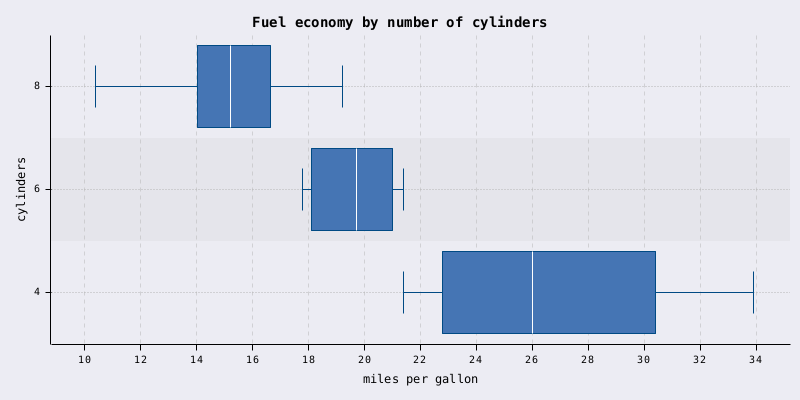 Fuel economy by number of cylinders
cylinders
8
6
4
10 12 14 16 18 20 22 24 26 28 30 32 34
miles per gallon